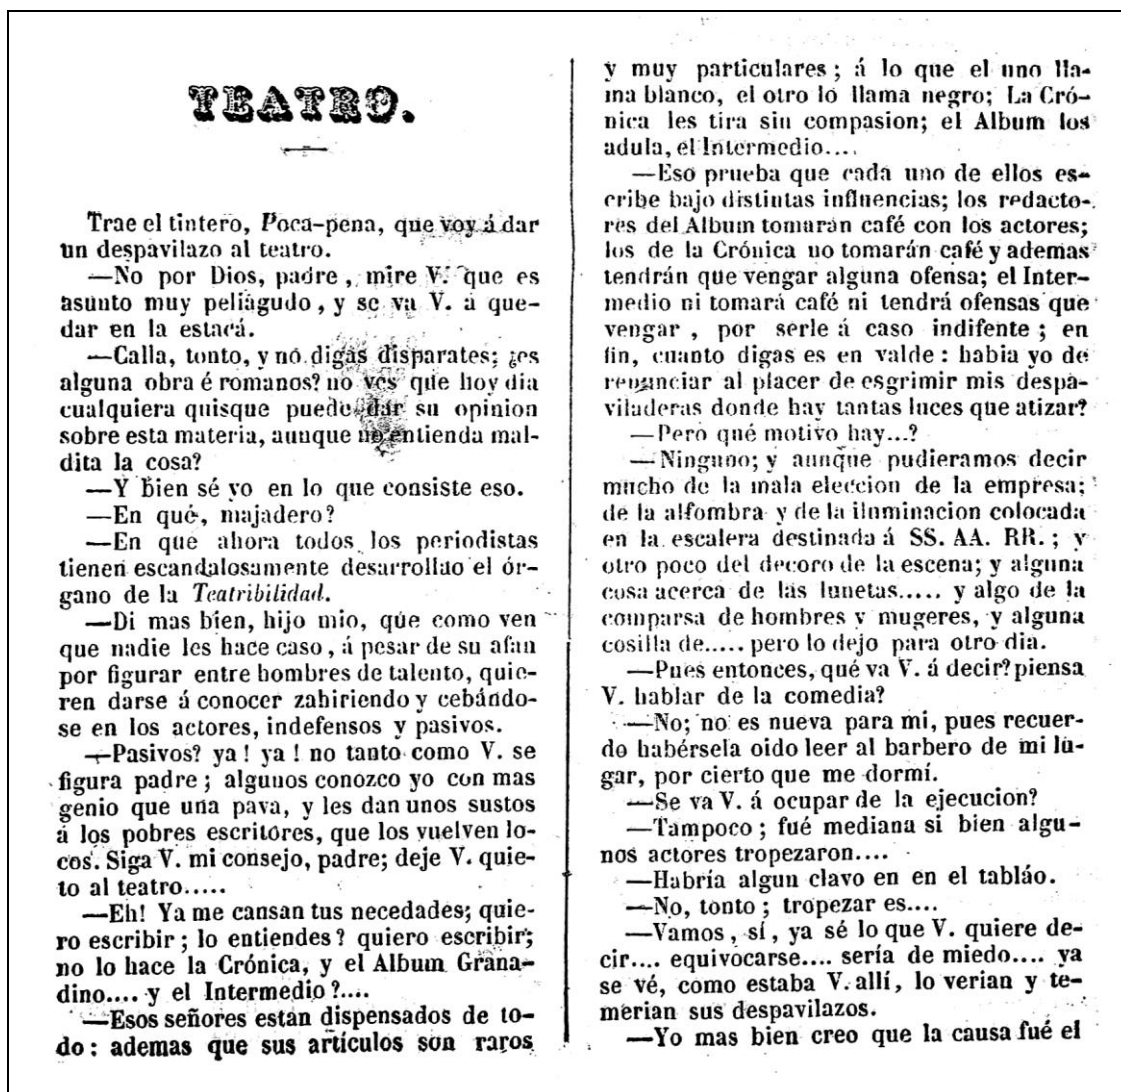 TEATRO.
Trae el tintero, Poca-pena, que voy á dar
un despavilazo al teatro.
—No por Dios, padre, mire V. que es
asunto muy peliágudo, y se va V. á que-
dar en la estacá.
—Calla, tonto, y no digas disparates; ¿es
alguna obra é romanos? no ves que hoy dia
cualquiera quisque puede dar su opinion
sobre esta materia, aunque no entienda mal-
dita la cosa?
—Y bien sé yo en lo que consiste eso.
—En qué, majadero?
—En que ahora todos los periodistas
tienen escandalosamente desarrollao el ór-
gano de la Teatribilidad.
—Di mas bien, hijo mio, que como ven
que nadie les hace caso, á pesar de su afan
por figurar entre hombres de talento, quie-
ren darse á conocer zahiriendo y cebándo-
se en los actores, indefensos y pasivos.
—Pasivos? ya! ya! no tanto como V. se
figura padre; algunos conozco yo con mas
genio que una pava, y les dan unos sustos
á los pobres escritores, que los vuelven lo-
cos. Siga V. mi consejo, padre; deje V. quie-
to al teatro.....
—Eh! Ya me cansan tus necedades; quie-
ro escribir; lo entiendes? quiero escribir;
no lo hace la Crónica, y el Album Grana-
dino.... y el Intermedio?....
—Esos señores están dispensados de to-
do: ademas que sus artículos son raros
y muy particulares; á lo que el uno lla-
ma blanco, el otro lo llama negro; La Cró-
nica les tira sin compasion; el Album los
adula, el Intermedio....
—Eso prueba que cada uno de ellos es-
cribe bajo distintas influencias; los redacto-
res del Album tomarán café con los actores;
los de la Crónica no tomarán café y ademas
tendrán que vengar alguna ofensa; el Inter-
medio ni tomará café ni tendrá ofensas que
vengar, por serle á caso indifente; en
fin, cuanto digas es en valde: habia yo de
renunciar al placer de esgrimir mis despa-
viladeras donde hay tantas luces que atizar?
—Pero qué motivo hay...?
—Ninguno; y aunque pudieramos decir
mucho de la mala eleccion de la empresa;
de la alfombra y de la iluminacion colocada
en la escalera destinada á SS. AA. RR.; y
otro poco del decoro de la escena; y alguna
cosa acerca de las lunetas..... y algo de la
comparsa de hombres y mugeres, y alguna
cosilla de..... pero lo dejo para otro dia.
—Pues entonces, qué va V. á decir? piensa
V. hablar de la comedia?
—No; no es nueva para mi, pues recuer-
do habérsela oido leer al barbero de mi lu-
gar, por cierto que me dormí.
—Se va V. á ocupar de la ejecucion?
—Tampoco; fué mediana si bien algu-
nos actores tropezaron....
—Habría algun clavo en en el tabláo.
—No, tonto; tropezar es....
—Vamos, sí, ya sé lo que V. quiere de-
cir.... equivocarse.... sería de miedo.... ya
se vé, como estaba V. allí, lo verian y te-
merian sus despavilazos.
—Yo mas bien creo que la causa fué el